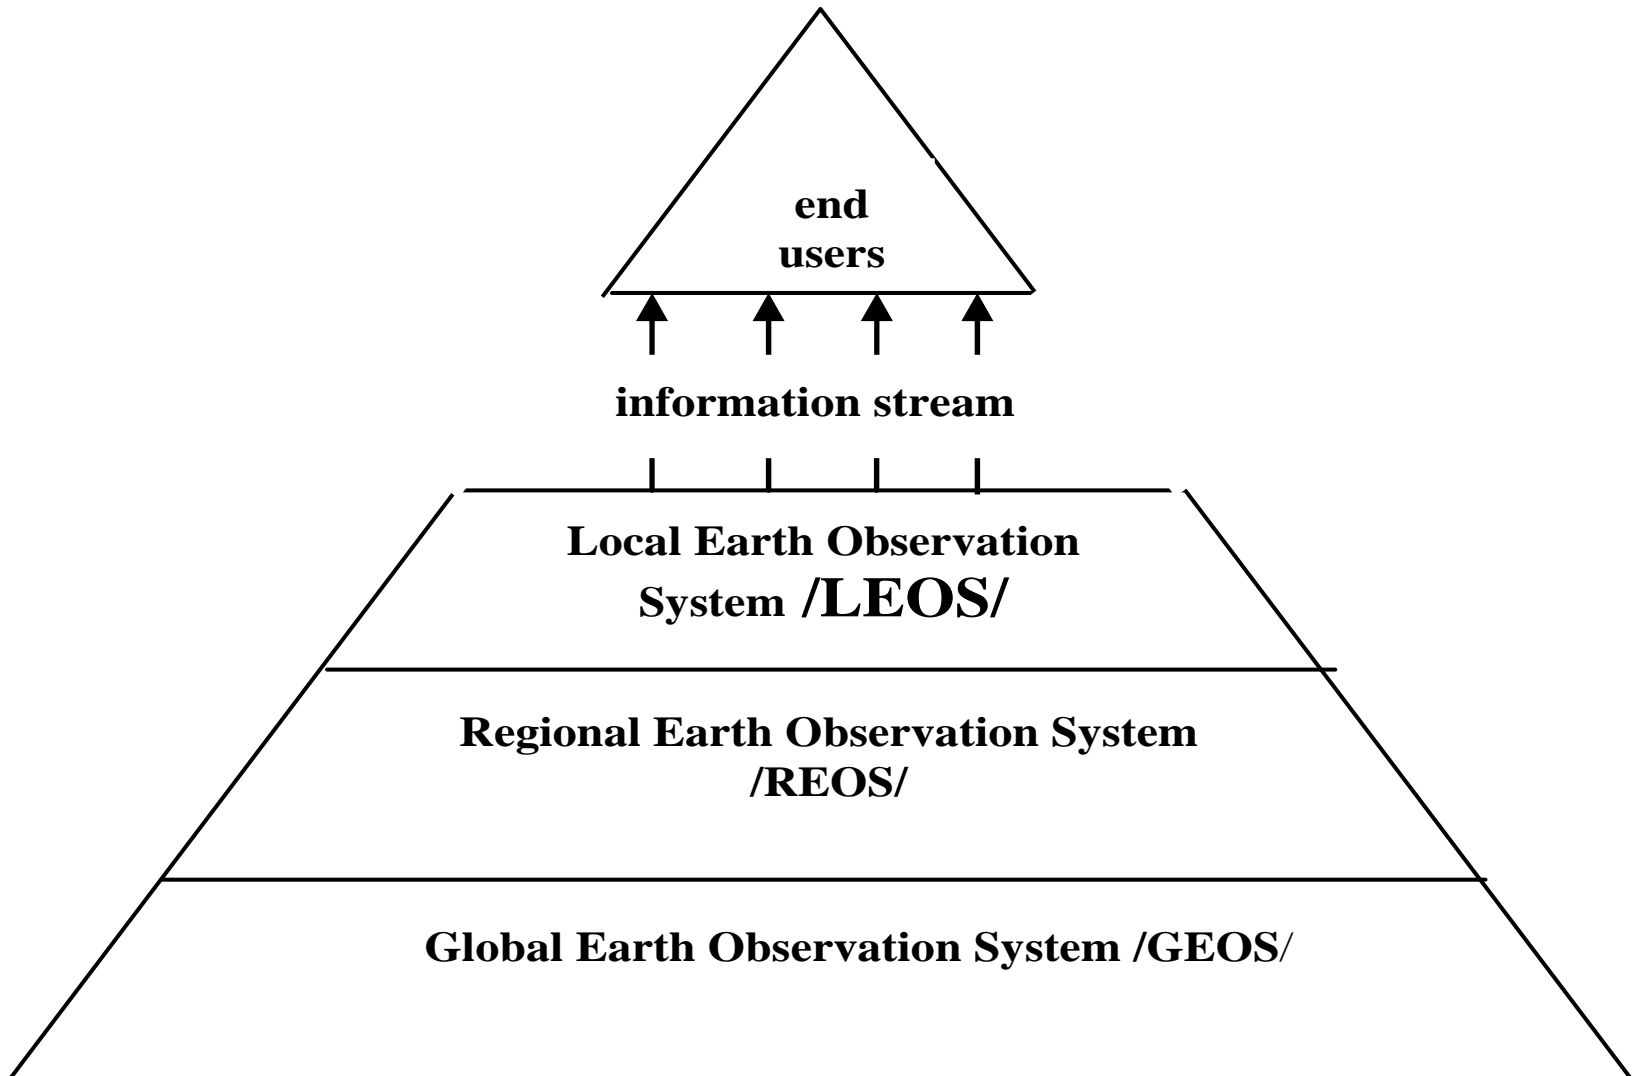 end
users
information stream
Local Earth Observation
System /LEOS/
Regional Earth Observation System
/REOS/
Global Earth Observation System /GEOS/